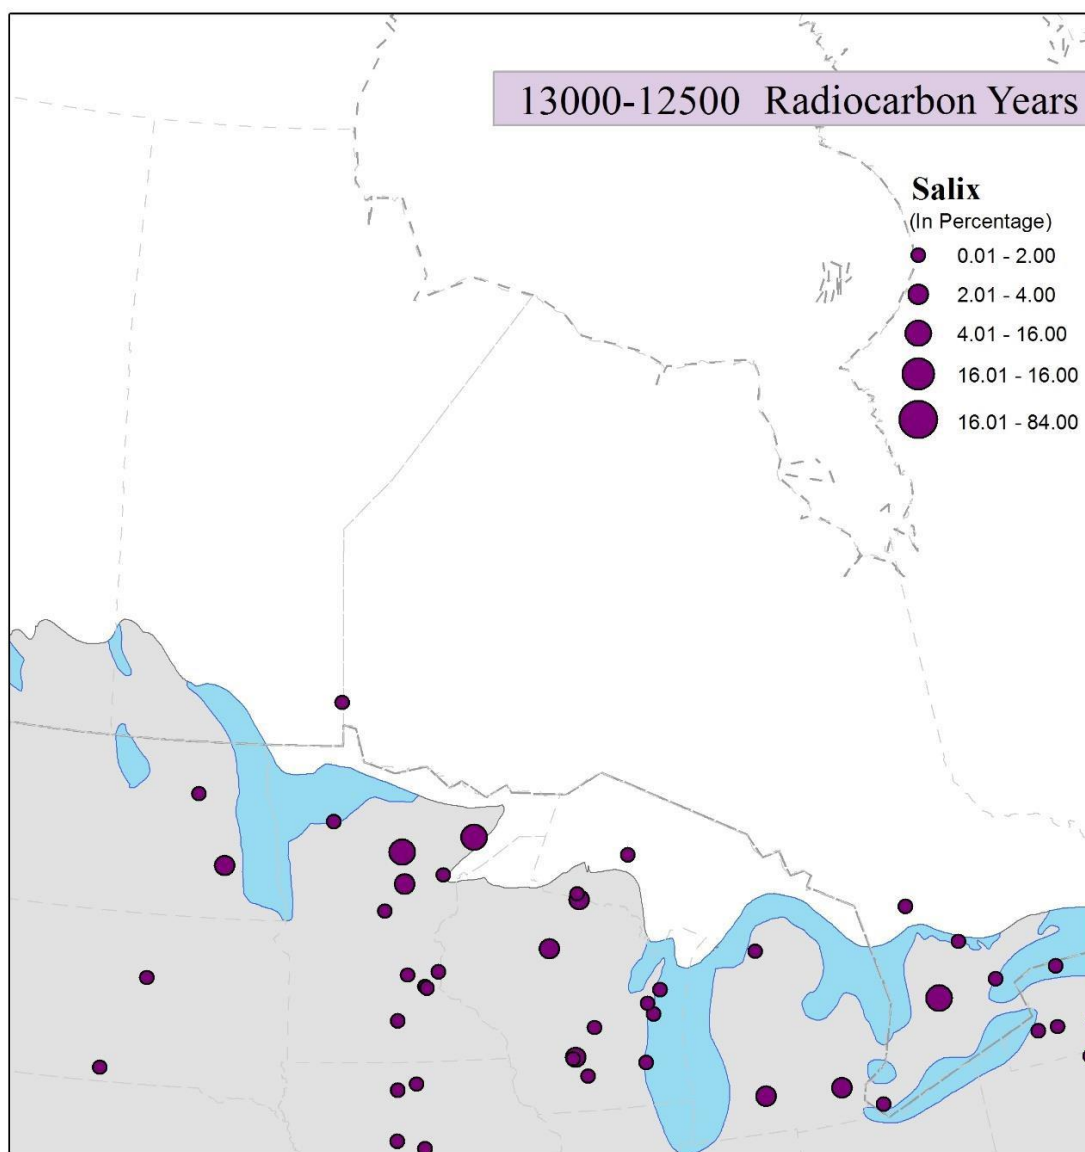 13000-12500 Radiocarbon Years
Salix
(In Percentage)
0.01 - 2.00
2.01 - 4.00
4.01 - 16.00
16.01 - 16.00
16.01 - 84.00